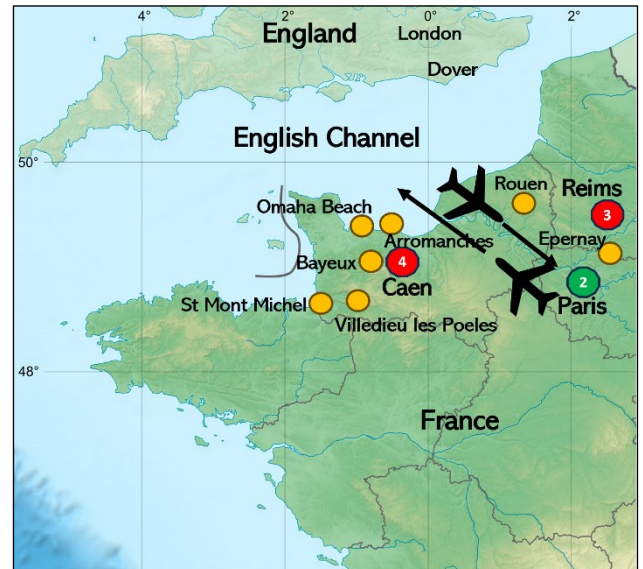 4°
2°
0°
2°
England
London
Dover
English Channel
50°
Rouen
Reims
3
Omaha Beach
Arromanches
Epernay
Bayeux
4
Caen
2
Paris
St Mont Michel
Villedieu les Poeles
48°
France